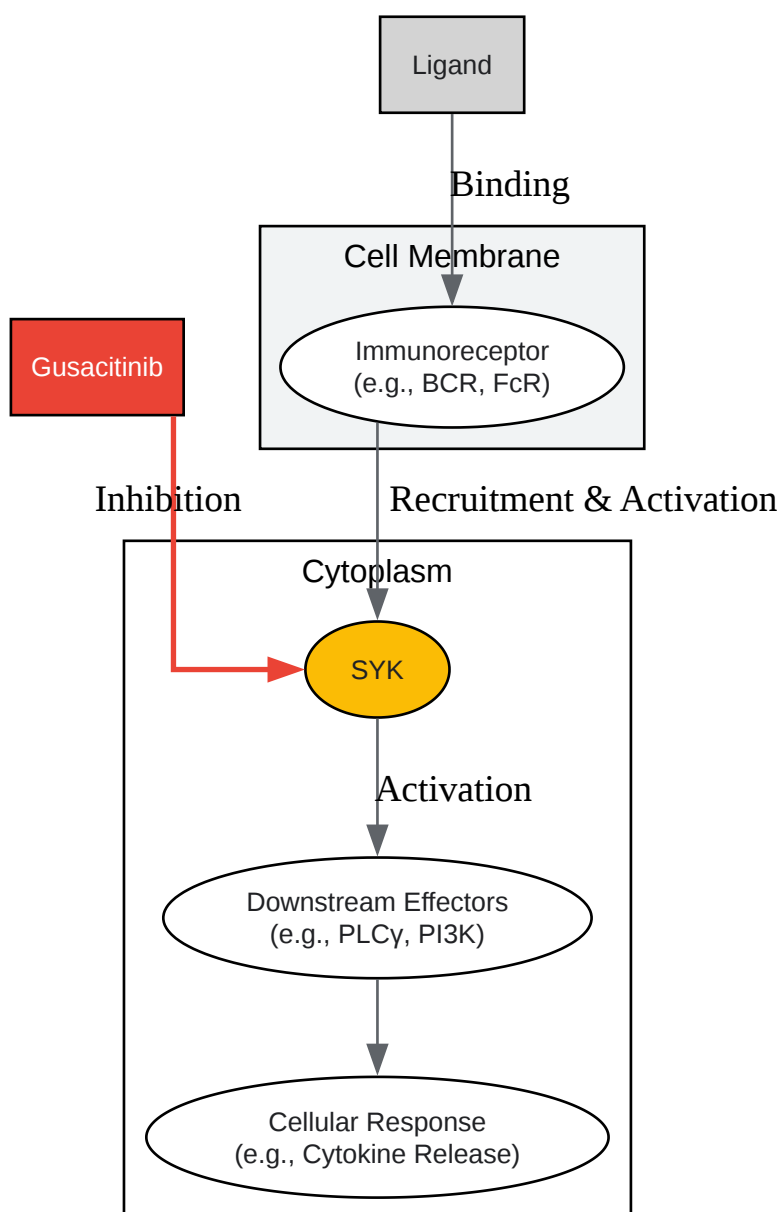 Ligand
Binding
Cell Membrane
Immunoreceptor
(e.g., BCR, FcR)
Gusacitinib
Inhibition
Recruitment & Activation
Cytoplasm
SYK
Activation
Downstream Effectors
(e.g., PLCγ, PI3K)
Cellular Response
(e.g., Cytokine Release)